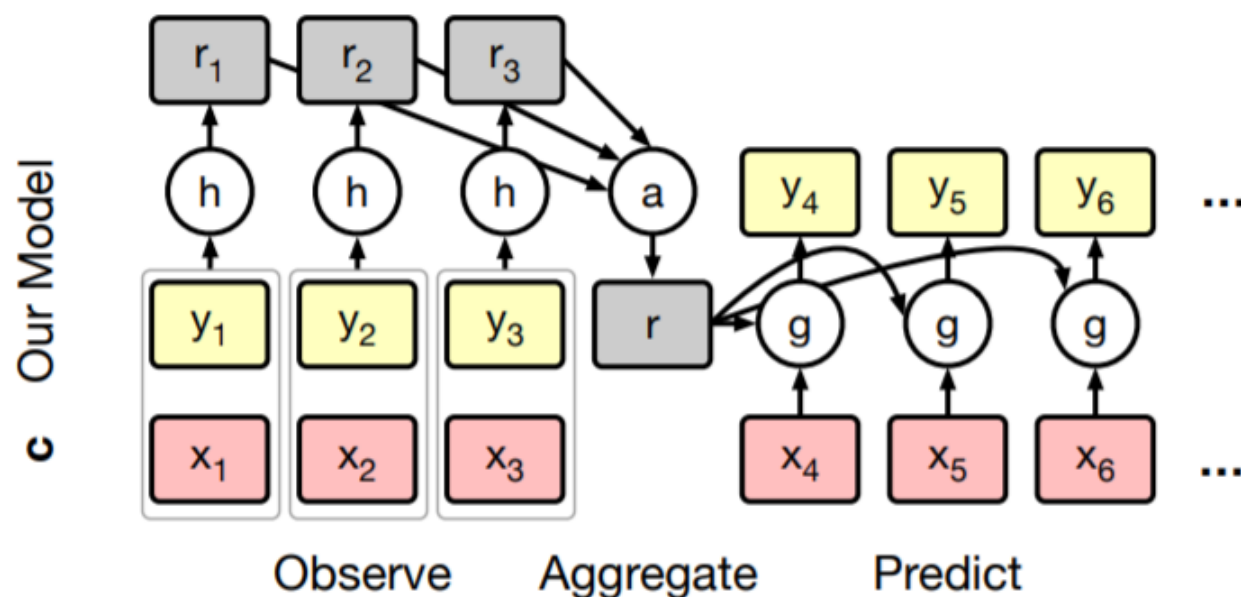 r₁ r₂ r₃
h h h a
y₄ y₅ y₆ ...
y₁ y₂ y₃ r g g g
x₁ x₂ x₃ x₄ x₅ x₆ ...
Observe Aggregate Predict
c Our Model